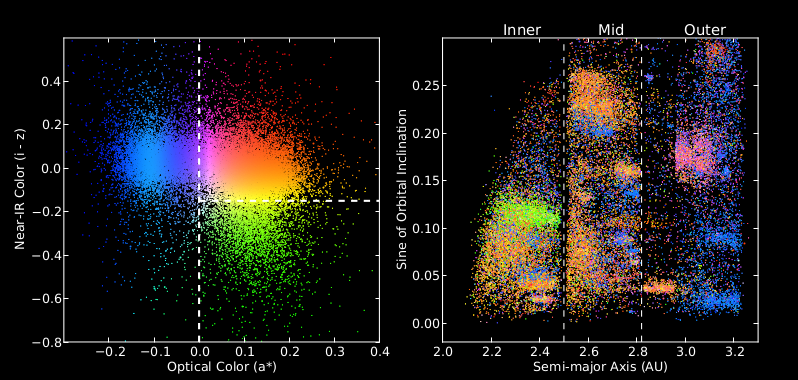 Inner Mid Outer
0.4
0.2
0.0
−0.2
−0.4
−0.6
−0.8
Near-IR Color (i - z)
−0.2 −0.1 0.0 0.1 0.2 0.3 0.4
Optical Color (a*)
0.25
0.20
0.15
0.10
0.05
0.00
Sine of Orbital Inclination
2.0 2.2 2.4 2.6 2.8 3.0 3.2
Semi-major Axis (AU)